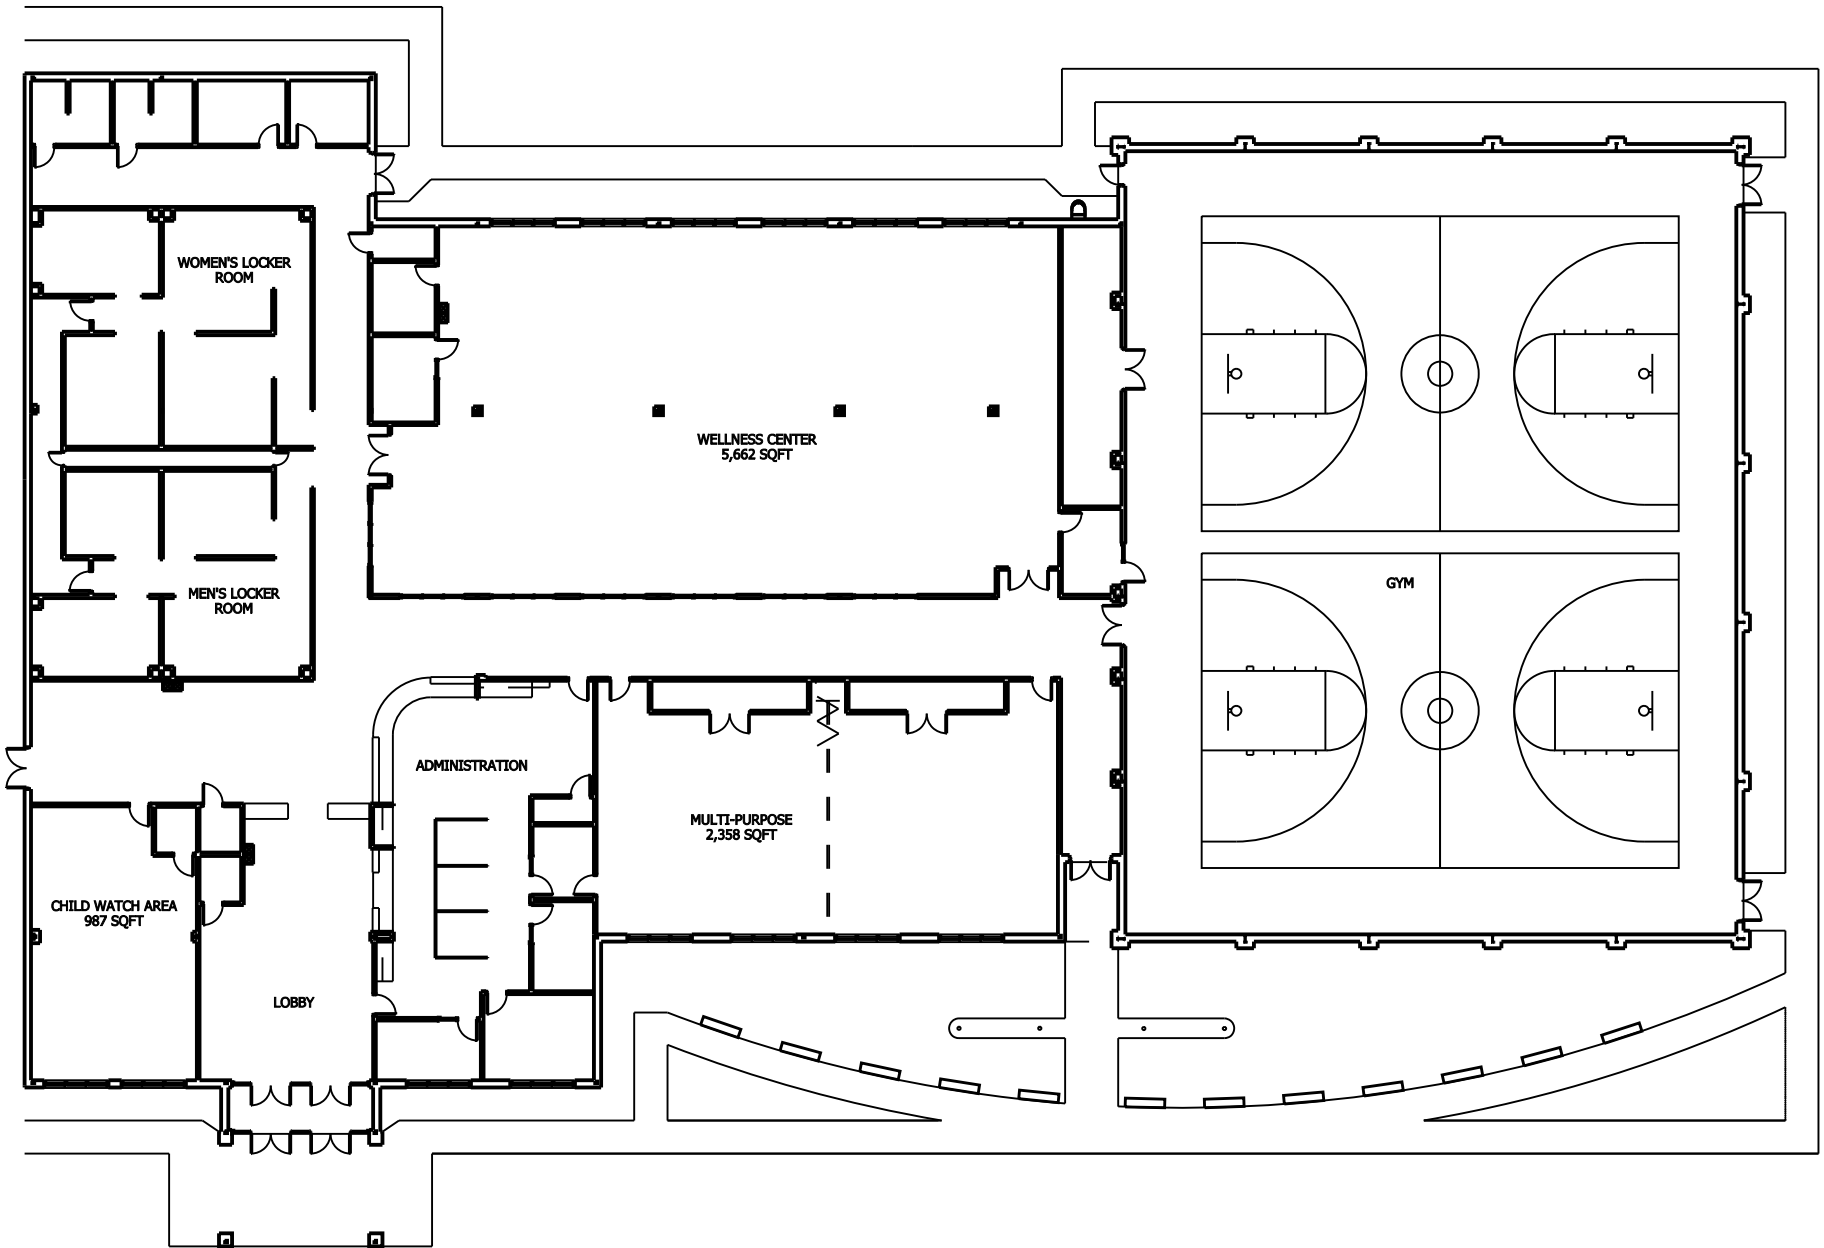 WOMEN'S LOCKER
ROOM
WELLNESS CENTER
5,662 SQFT
MEN'S LOCKER
ROOM
GYM
ADMINISTRATION
MULTI-PURPOSE
2,358 SQFT
CHILD WATCH AREA
987 SQFT
LOBBY